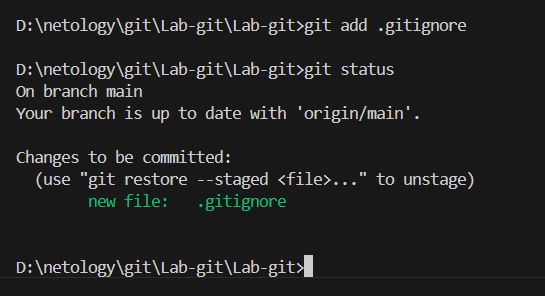 D:\netology\git\Lab-git\Lab-git>git add .gitignore
D:\netology\git\Lab-git\Lab-git>git status
On branch main
Your branch is up to date with 'origin/main'.
Changes to be committed:
  (use "git restore --staged <file>..." to unstage)
        new file:   .gitignore
D:\netology\git\Lab-git\Lab-git>